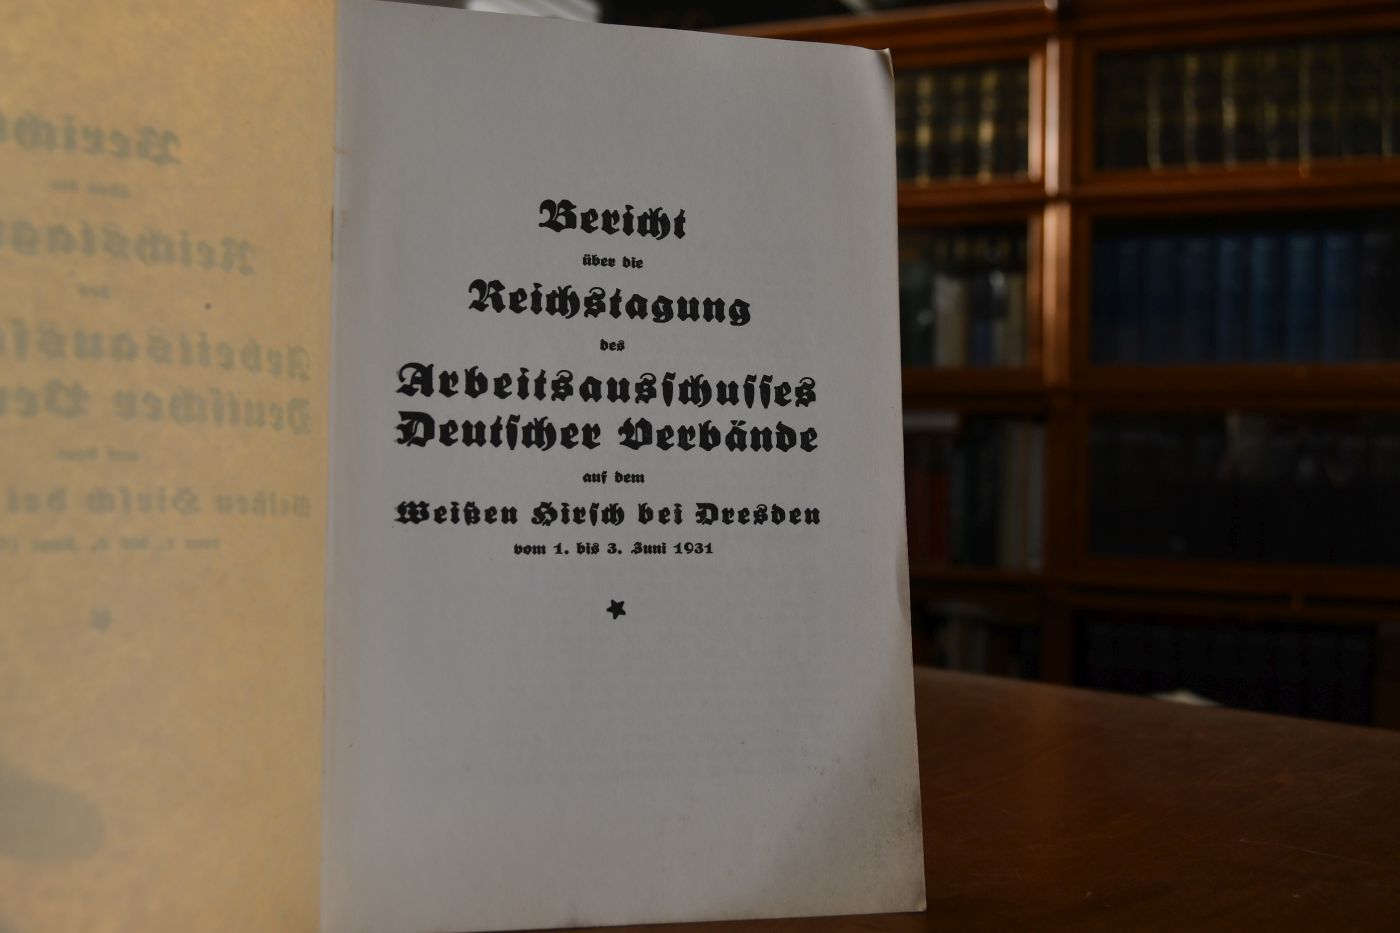 Bericht
über die
Reichstagung
des
Arbeitsausschusses
Deutscher Verbände
auf dem
Weißen Hirsch bei Dresden
vom 1. bis 3. Juni 1931